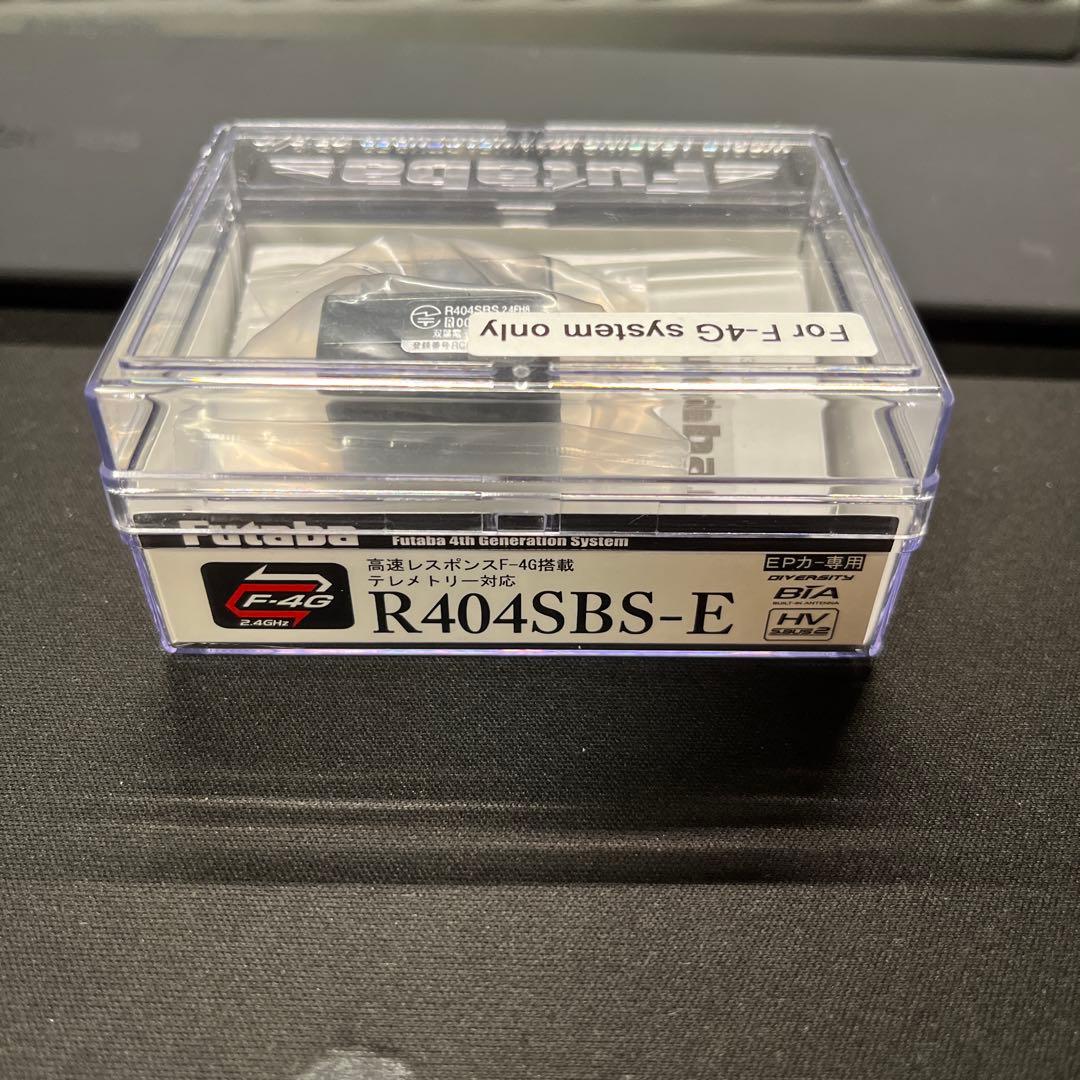 Futaba
For F-4G system only
R404SBS
Futaba
Futaba 4th Generation System
高速レスポンスF-4G搭載
テレメトリー対応
R404SBS-E
F-4G
2.4GHz
EPカー専用
DIVERSITY
BiA
BUILT-IN ANTENNA
HV
S.BUS2